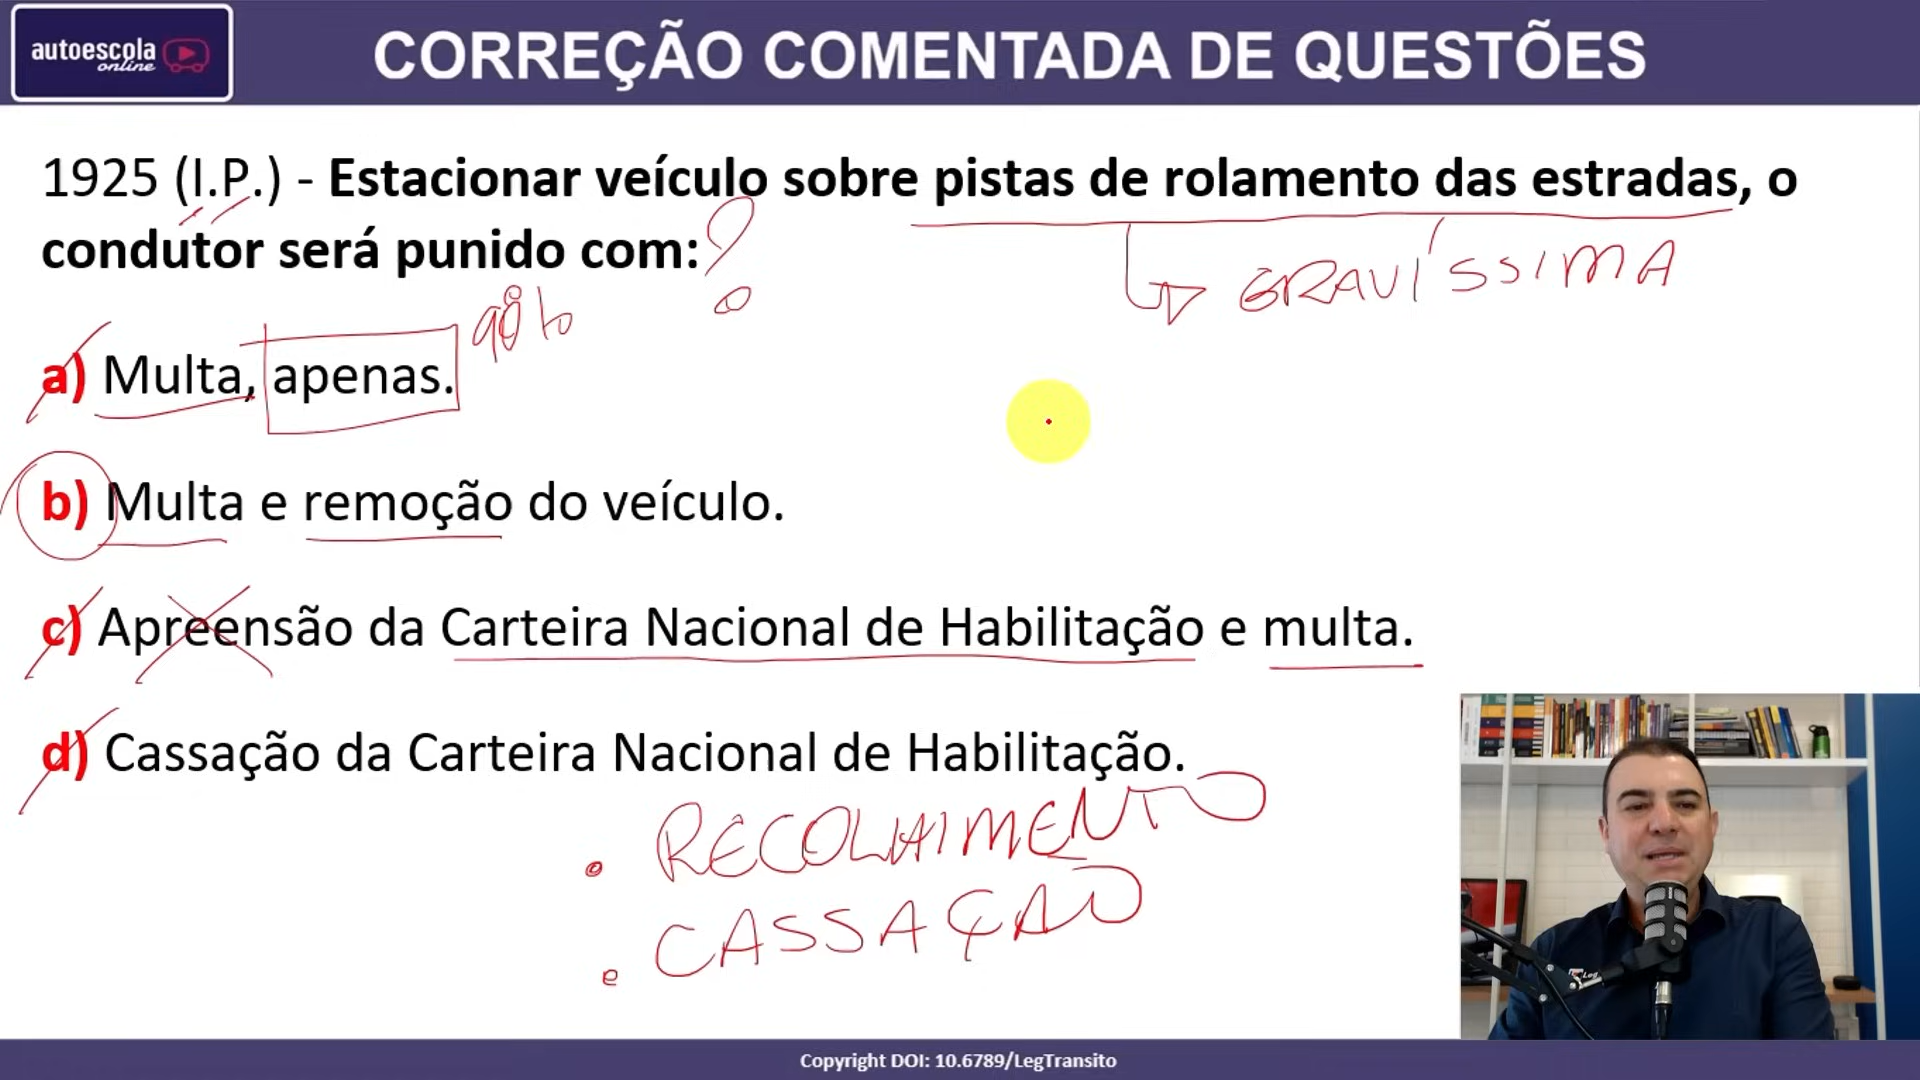 autoescola
online
CORREÇÃO COMENTADA DE QUESTÕES
1925 (I.P.) - Estacionar veículo sobre pistas de rolamento das estradas, o
condutor será punido com:
?
GRAVÍSSIMA
a) Multa, apenas.
b) Multa e remoção do veículo.
c) Apreensão da Carteira Nacional de Habilitação e multa.
d) Cassação da Carteira Nacional de Habilitação.
• RECOLHIMENTO
• CASSAÇÃO
Copyright DOI: 10.6789/LegTransito